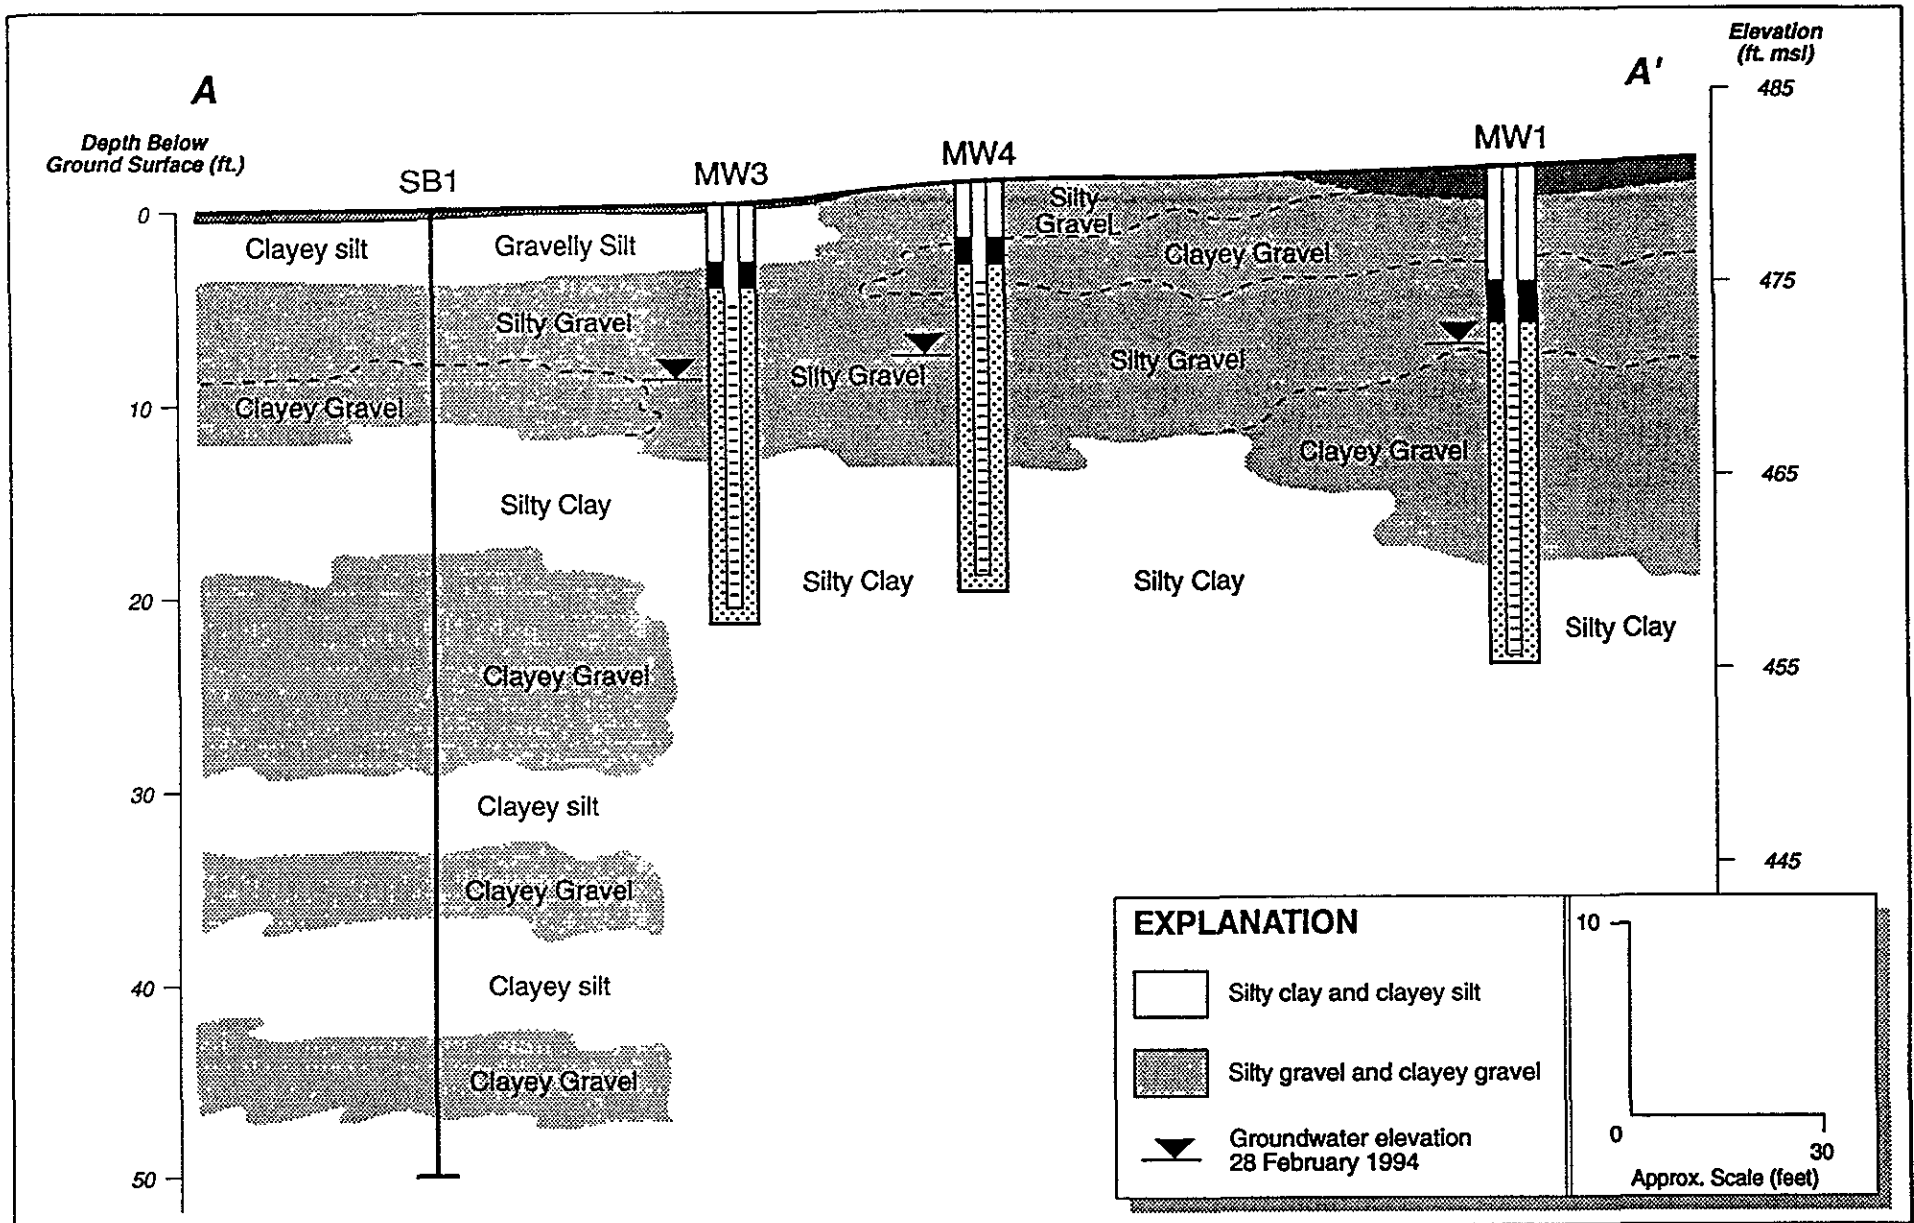 A
A'
Elevation
(ft. msl)
485
Depth Below
Ground Surface (ft.)
SB1
MW3
MW4
MW1
0
Clayey silt
Gravelly Silt
Silty
Gravel
Clayey Gravel
475
Silty Gravel
Silty Gravel
Silty Gravel
10
Clayey Gravel
Clayey Gravel
465
Silty Clay
20
Silty Clay
Silty Clay
Silty Clay
455
Clayey Gravel
30
Clayey silt
445
Clayey Gravel
40
Clayey silt
Clayey Gravel
50
EXPLANATION
Silty clay and clayey silt
Silty gravel and clayey gravel
Groundwater elevation
28 February 1994
10
0
30
Approx. Scale (feet)